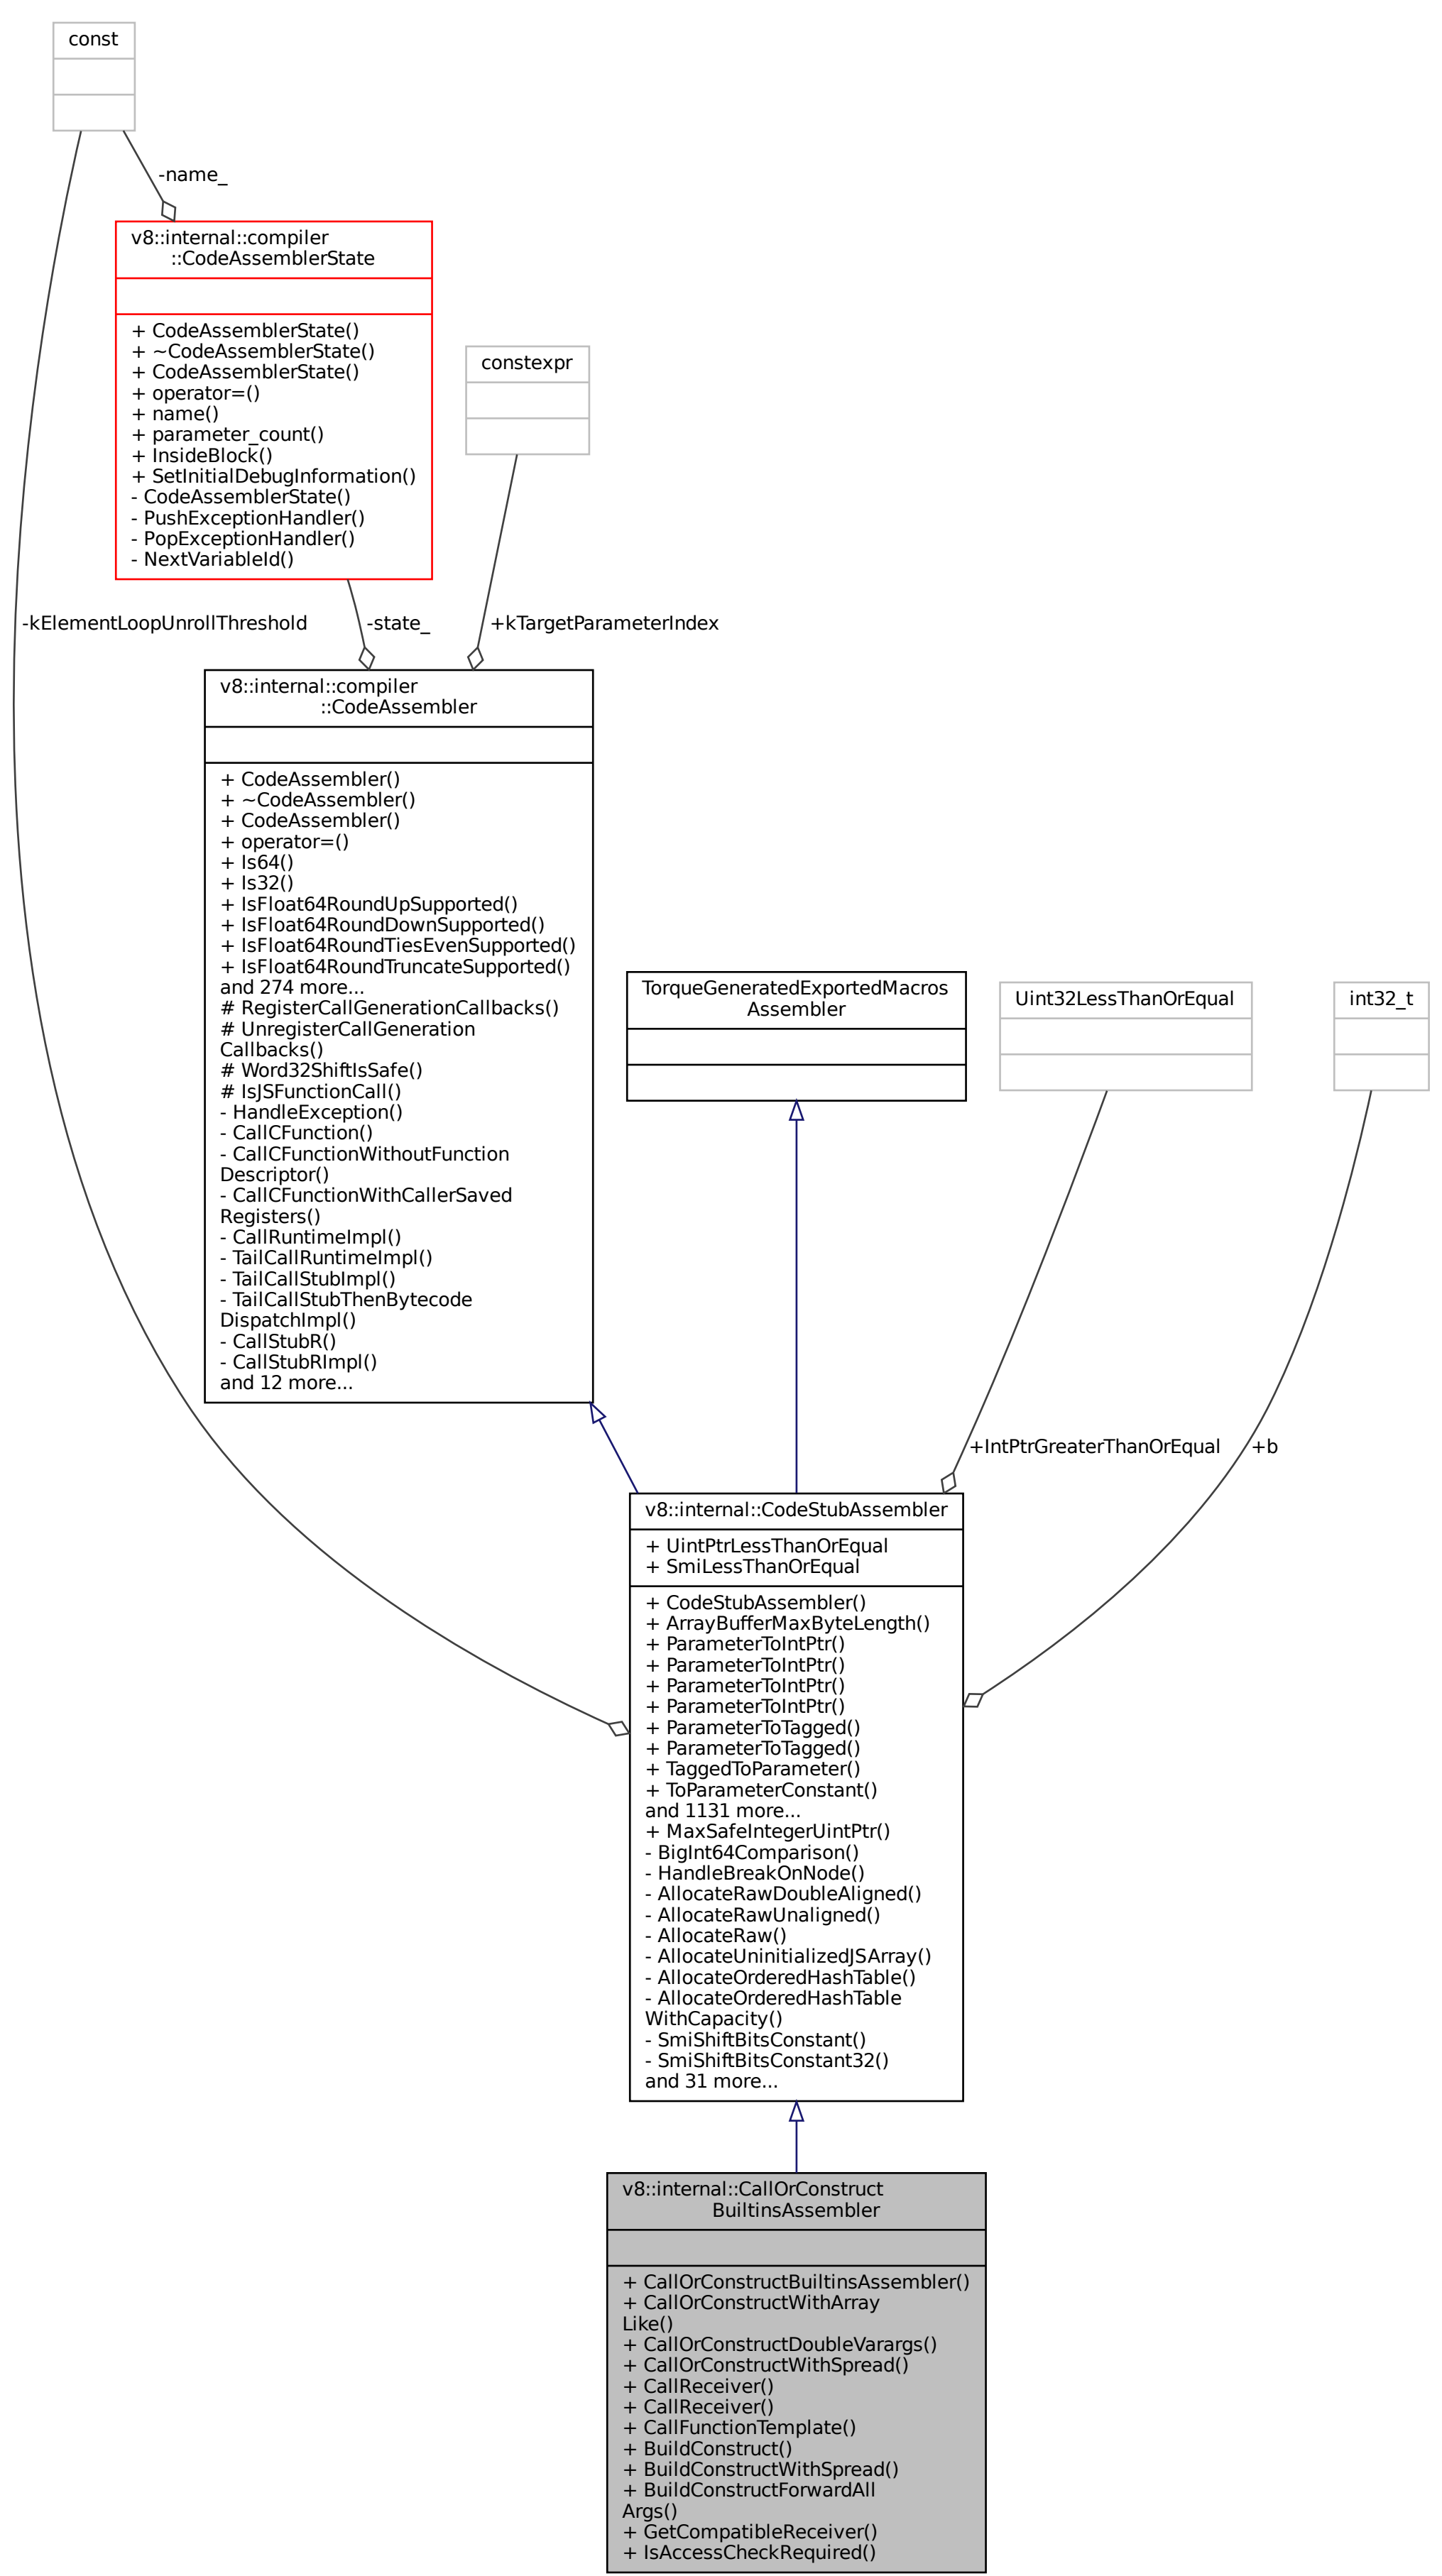 const
-name_
v8::internal::compiler
::CodeAssemblerState
+ CodeAssemblerState()
+ ~CodeAssemblerState()
+ CodeAssemblerState()
+ operator=()
+ name()
+ parameter_count()
+ InsideBlock()
+ SetInitialDebugInformation()
- CodeAssemblerState()
- PushExceptionHandler()
- PopExceptionHandler()
- NextVariableId()
constexpr
-kElementLoopUnrollThreshold
-state_
+kTargetParameterIndex
v8::internal::compiler
::CodeAssembler
+ CodeAssembler()
+ ~CodeAssembler()
+ CodeAssembler()
+ operator=()
+ Is64()
+ Is32()
+ IsFloat64RoundUpSupported()
+ IsFloat64RoundDownSupported()
+ IsFloat64RoundTiesEvenSupported()
+ IsFloat64RoundTruncateSupported()
and 274 more...
# RegisterCallGenerationCallbacks()
# UnregisterCallGeneration
Callbacks()
# Word32ShiftIsSafe()
# IsJSFunctionCall()
- HandleException()
- CallCFunction()
- CallCFunctionWithoutFunction
Descriptor()
- CallCFunctionWithCallerSaved
Registers()
- CallRuntimeImpl()
- TailCallRuntimeImpl()
- TailCallStubImpl()
- TailCallStubThenBytecode
DispatchImpl()
- CallStubR()
- CallStubRImpl()
and 12 more...
TorqueGeneratedExportedMacros
Assembler
Uint32LessThanOrEqual
int32_t
+IntPtrGreaterThanOrEqual
+b
v8::internal::CodeStubAssembler
+ UintPtrLessThanOrEqual
+ SmiLessThanOrEqual
+ CodeStubAssembler()
+ ArrayBufferMaxByteLength()
+ ParameterToIntPtr()
+ ParameterToIntPtr()
+ ParameterToIntPtr()
+ ParameterToIntPtr()
+ ParameterToTagged()
+ ParameterToTagged()
+ TaggedToParameter()
+ ToParameterConstant()
and 1131 more...
+ MaxSafeIntegerUintPtr()
- BigInt64Comparison()
- HandleBreakOnNode()
- AllocateRawDoubleAligned()
- AllocateRawUnaligned()
- AllocateRaw()
- AllocateUninitializedJSArray()
- AllocateOrderedHashTable()
- AllocateOrderedHashTable
WithCapacity()
- SmiShiftBitsConstant()
- SmiShiftBitsConstant32()
and 31 more...
v8::internal::CallOrConstruct
BuiltinsAssembler
+ CallOrConstructBuiltinsAssembler()
+ CallOrConstructWithArray
Like()
+ CallOrConstructDoubleVarargs()
+ CallOrConstructWithSpread()
+ CallReceiver()
+ CallReceiver()
+ CallFunctionTemplate()
+ BuildConstruct()
+ BuildConstructWithSpread()
+ BuildConstructForwardAll
Args()
+ GetCompatibleReceiver()
+ IsAccessCheckRequired()